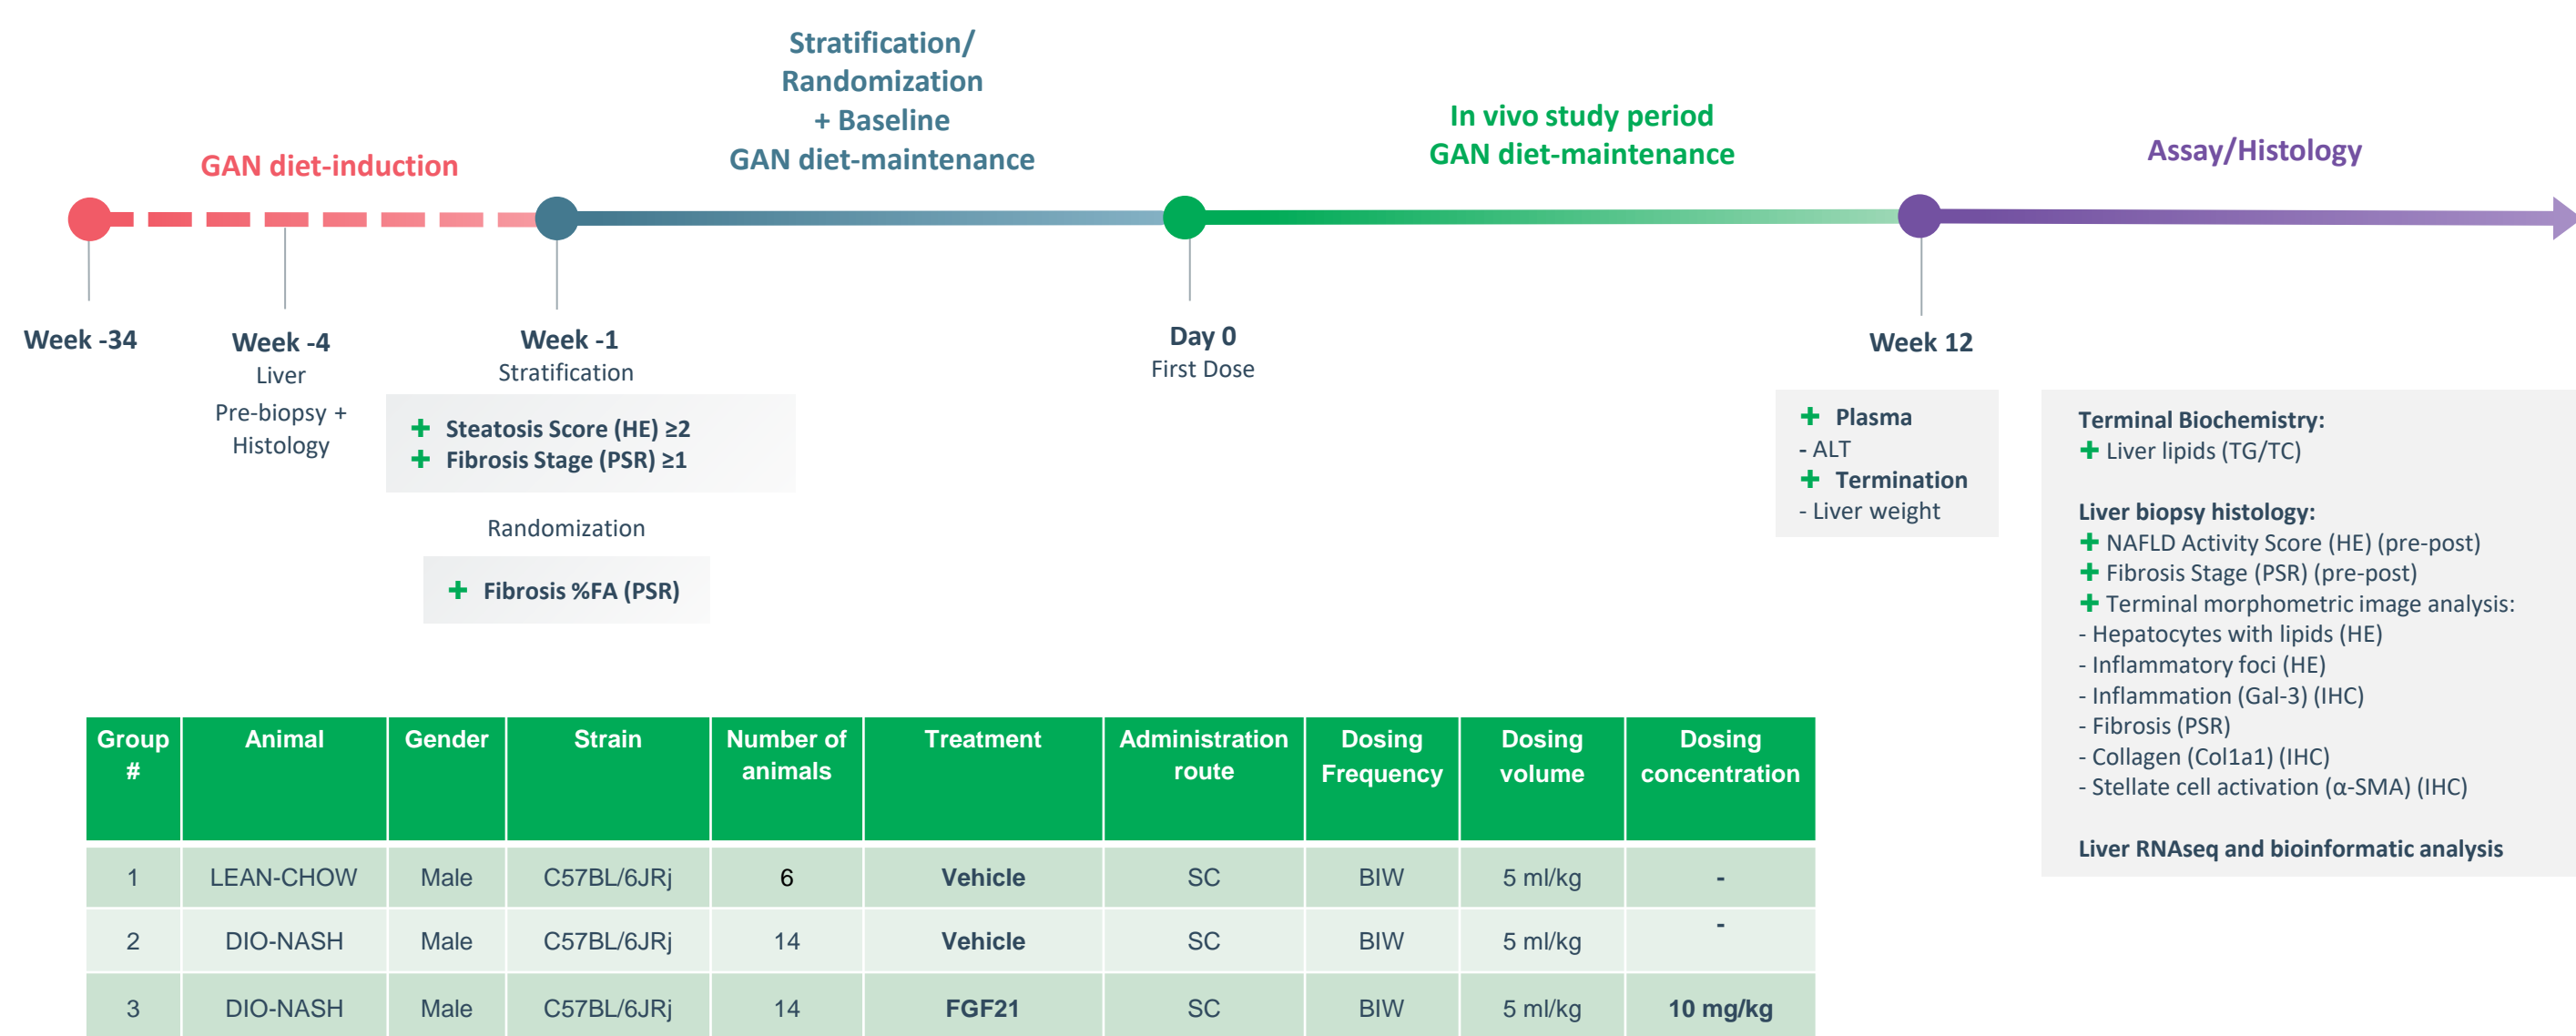 Stratification/
Randomization
+ Baseline
GAN diet-maintenance
In vivo study period
GAN diet-maintenance
GAN diet-induction
Assay/Histology
Week -34
Week -4
Liver
Pre-biopsy +
Histology
Week -1
Stratification
+ Steatosis Score (HE) ≥2
+ Fibrosis Stage (PSR) ≥1
Randomization
+ Fibrosis %FA (PSR)
Day 0
First Dose
Week 12
+ Plasma
- ALT
+ Termination
- Liver weight
Terminal Biochemistry:
+ Liver lipids (TG/TC)
Liver biopsy histology:
+ NAFLD Activity Score (HE) (pre-post)
+ Fibrosis Stage (PSR) (pre-post)
+ Terminal morphometric image analysis:
- Hepatocytes with lipids (HE)
- Inflammatory foci (HE)
- Inflammation (Gal-3) (IHC)
- Fibrosis (PSR)
- Collagen (Col1a1) (IHC)
- Stellate cell activation (α-SMA) (IHC)
Liver RNAseq and bioinformatic analysis
Group Animal Gender Strain Number of Treatment Administration Dosing Dosing Dosing
# animals route Frequency volume concentration
1 LEAN-CHOW Male C57BL/6JRj 6 Vehicle SC BIW 5 ml/kg -
2 DIO-NASH Male C57BL/6JRj 14 Vehicle SC BIW 5 ml/kg -
3 DIO-NASH Male C57BL/6JRj 14 FGF21 SC BIW 5 ml/kg 10 mg/kg